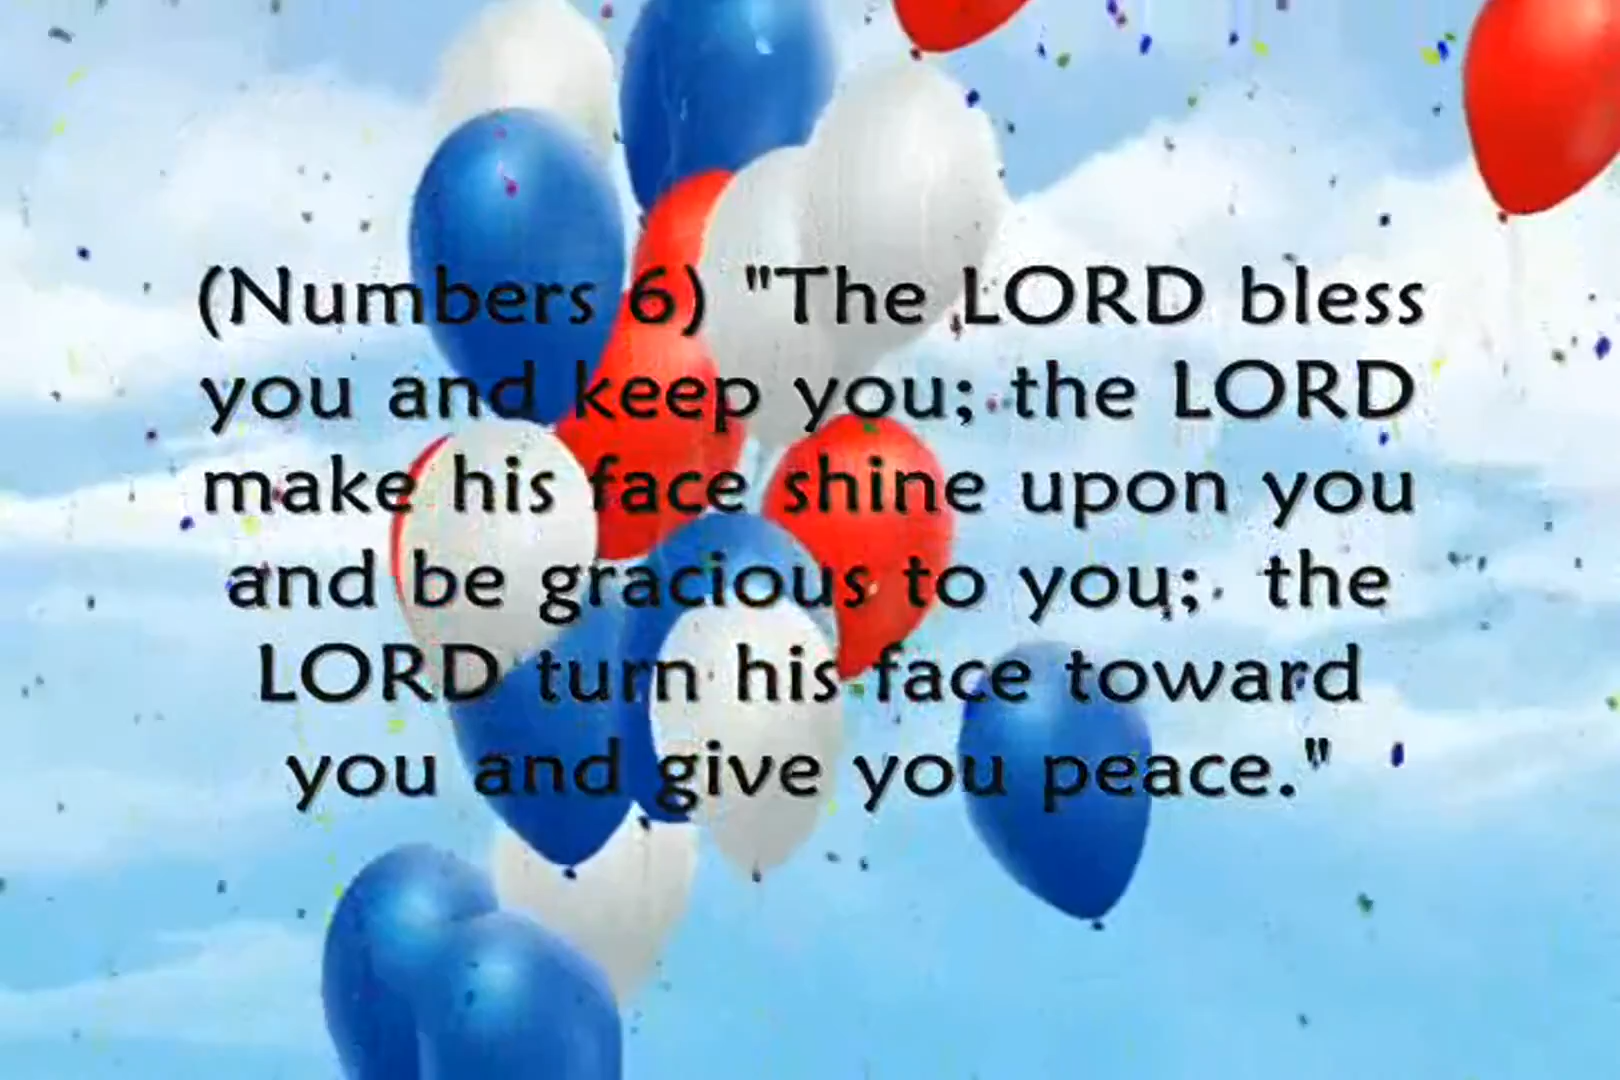 (Numbers 6) "The LORD bless
you and keep you; the LORD
make his face shine upon you
and be gracious to you; the
LORD turn his face toward
you and give you peace."